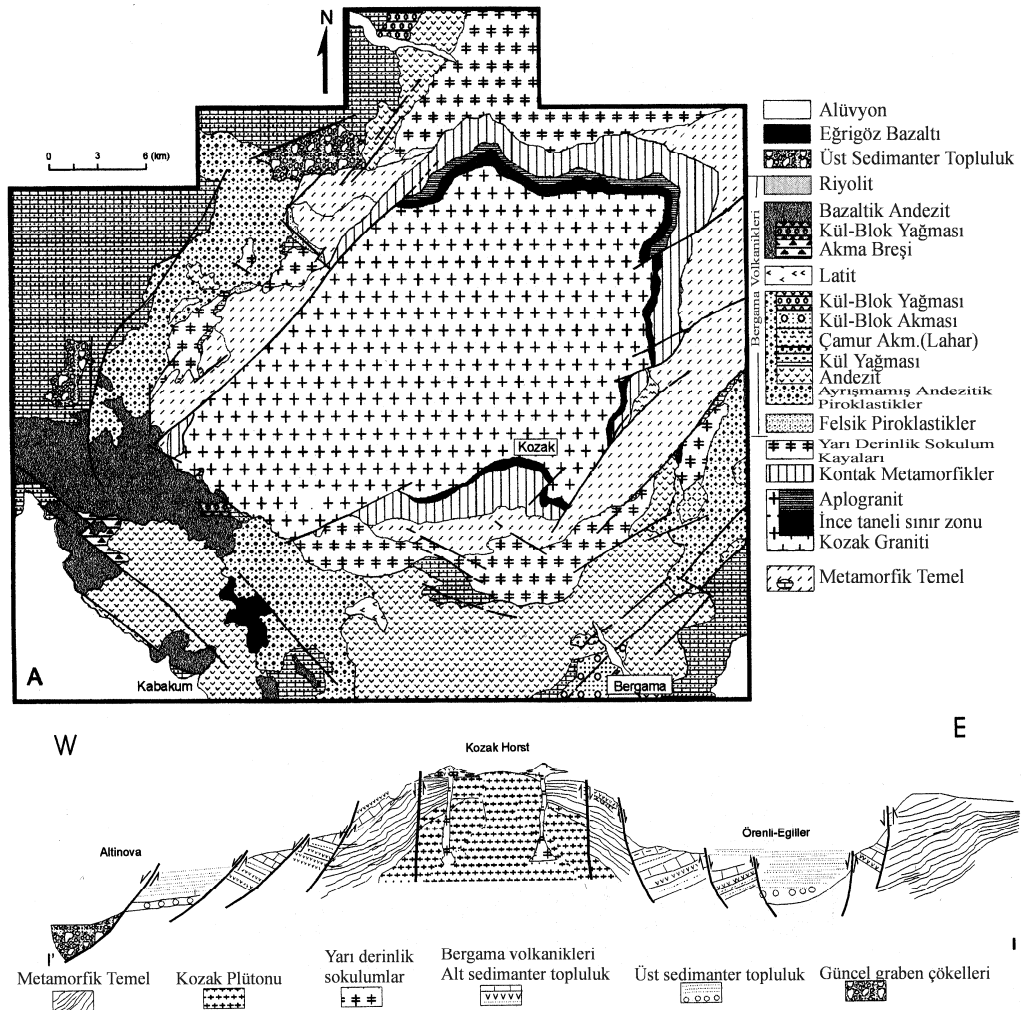 N
0 3 6 (km)
Kozak
A
Kabakum
Bergama
Alüvyon
Eğrigöz Bazaltı
Üst Sedimanter Topluluk
Riyolit
Bazaltik Andezit
Kül-Blok Yağması
Akma Breşi
Latit
Kül-Blok Yağması
Kül-Blok Akması
Çamur Akm.(Lahar)
Kül Yağması
Andezit
Ayrışmamış Andezitik
Piroklastikler
Felsik Piroklastikler
Yarı Derinlik Sokulum
Kayaları
Kontak Metamorfikler
Aplogranit
İnce taneli sınır zonu
Kozak Graniti
Metamorfik Temel
Bergama Volkanikleri
W
E
Kozak Horst
Altinova
Örenli-Egiller
I'
I
Metamorfik Temel
Kozak Plütonu
Yarı derinlik
sokulumlar
Bergama volkanikleri
Alt sedimanter topluluk
Üst sedimanter topluluk
Güncel graben çökelleri